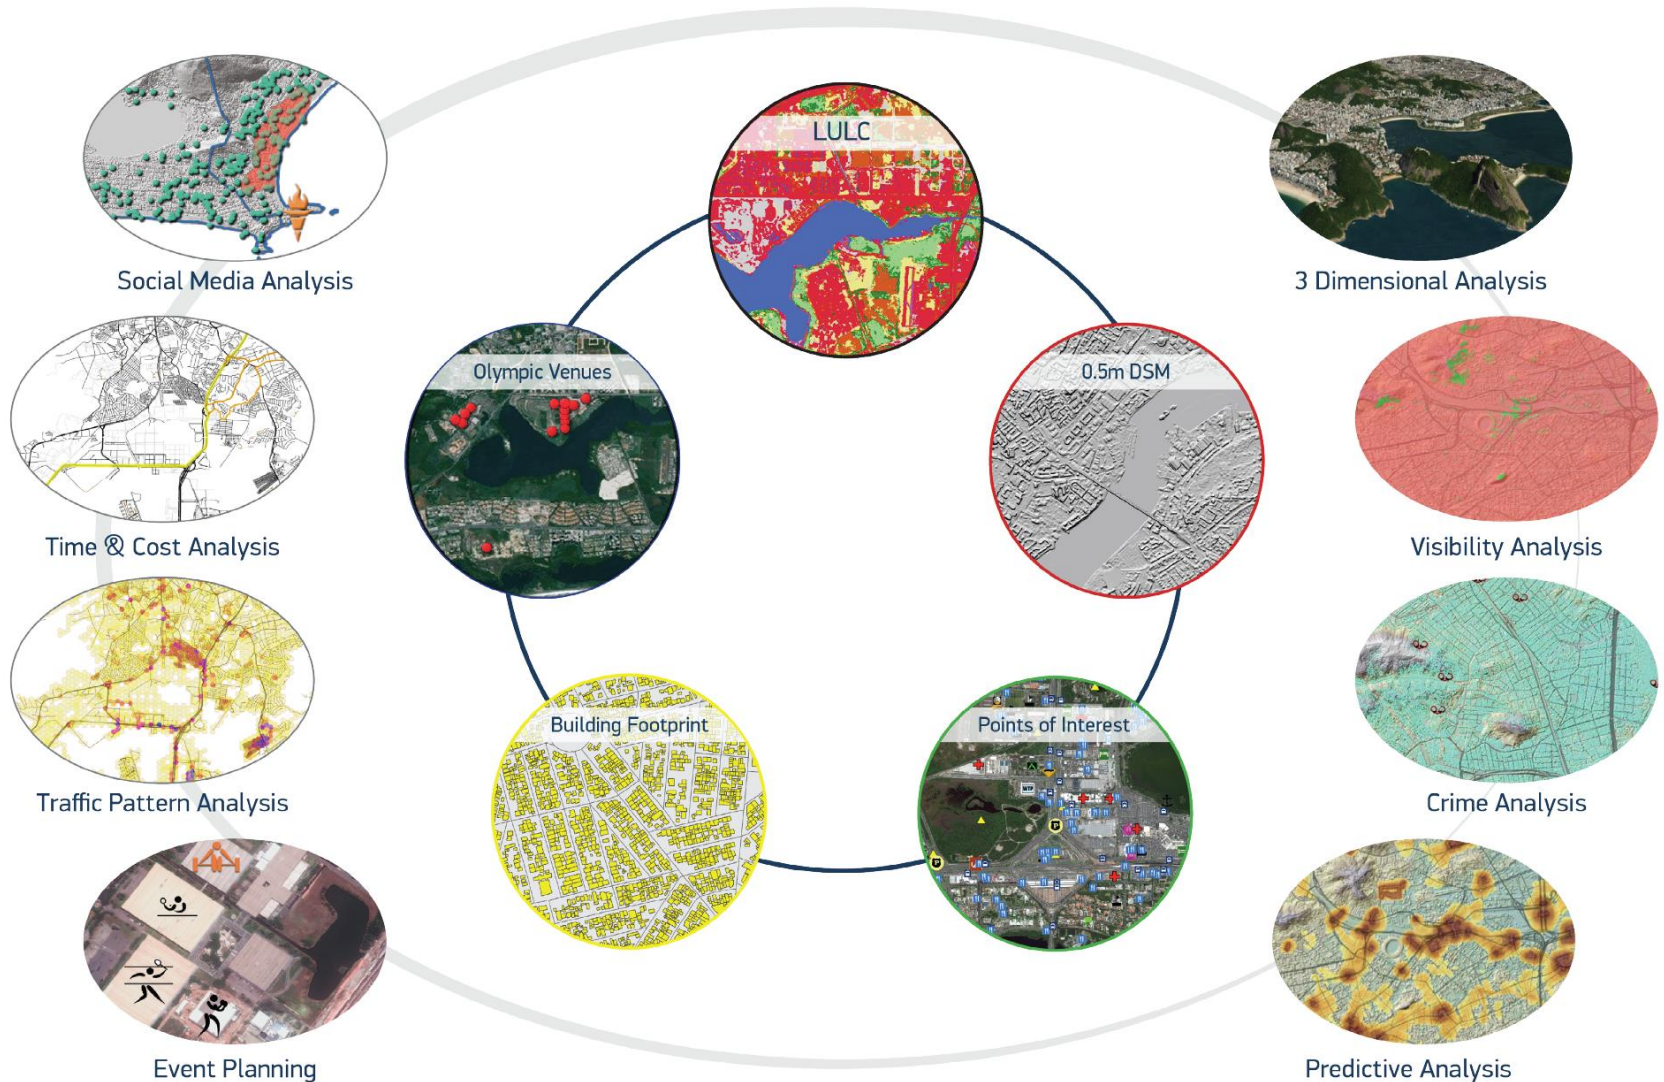 LULC
Social Media Analysis
3 Dimensional Analysis
Olympic Venues
0.5m DSM
Time & Cost Analysis
Visibility Analysis
Building Footprint
Points of Interest
WTP
Traffic Pattern Analysis
Crime Analysis
Event Planning
Predictive Analysis